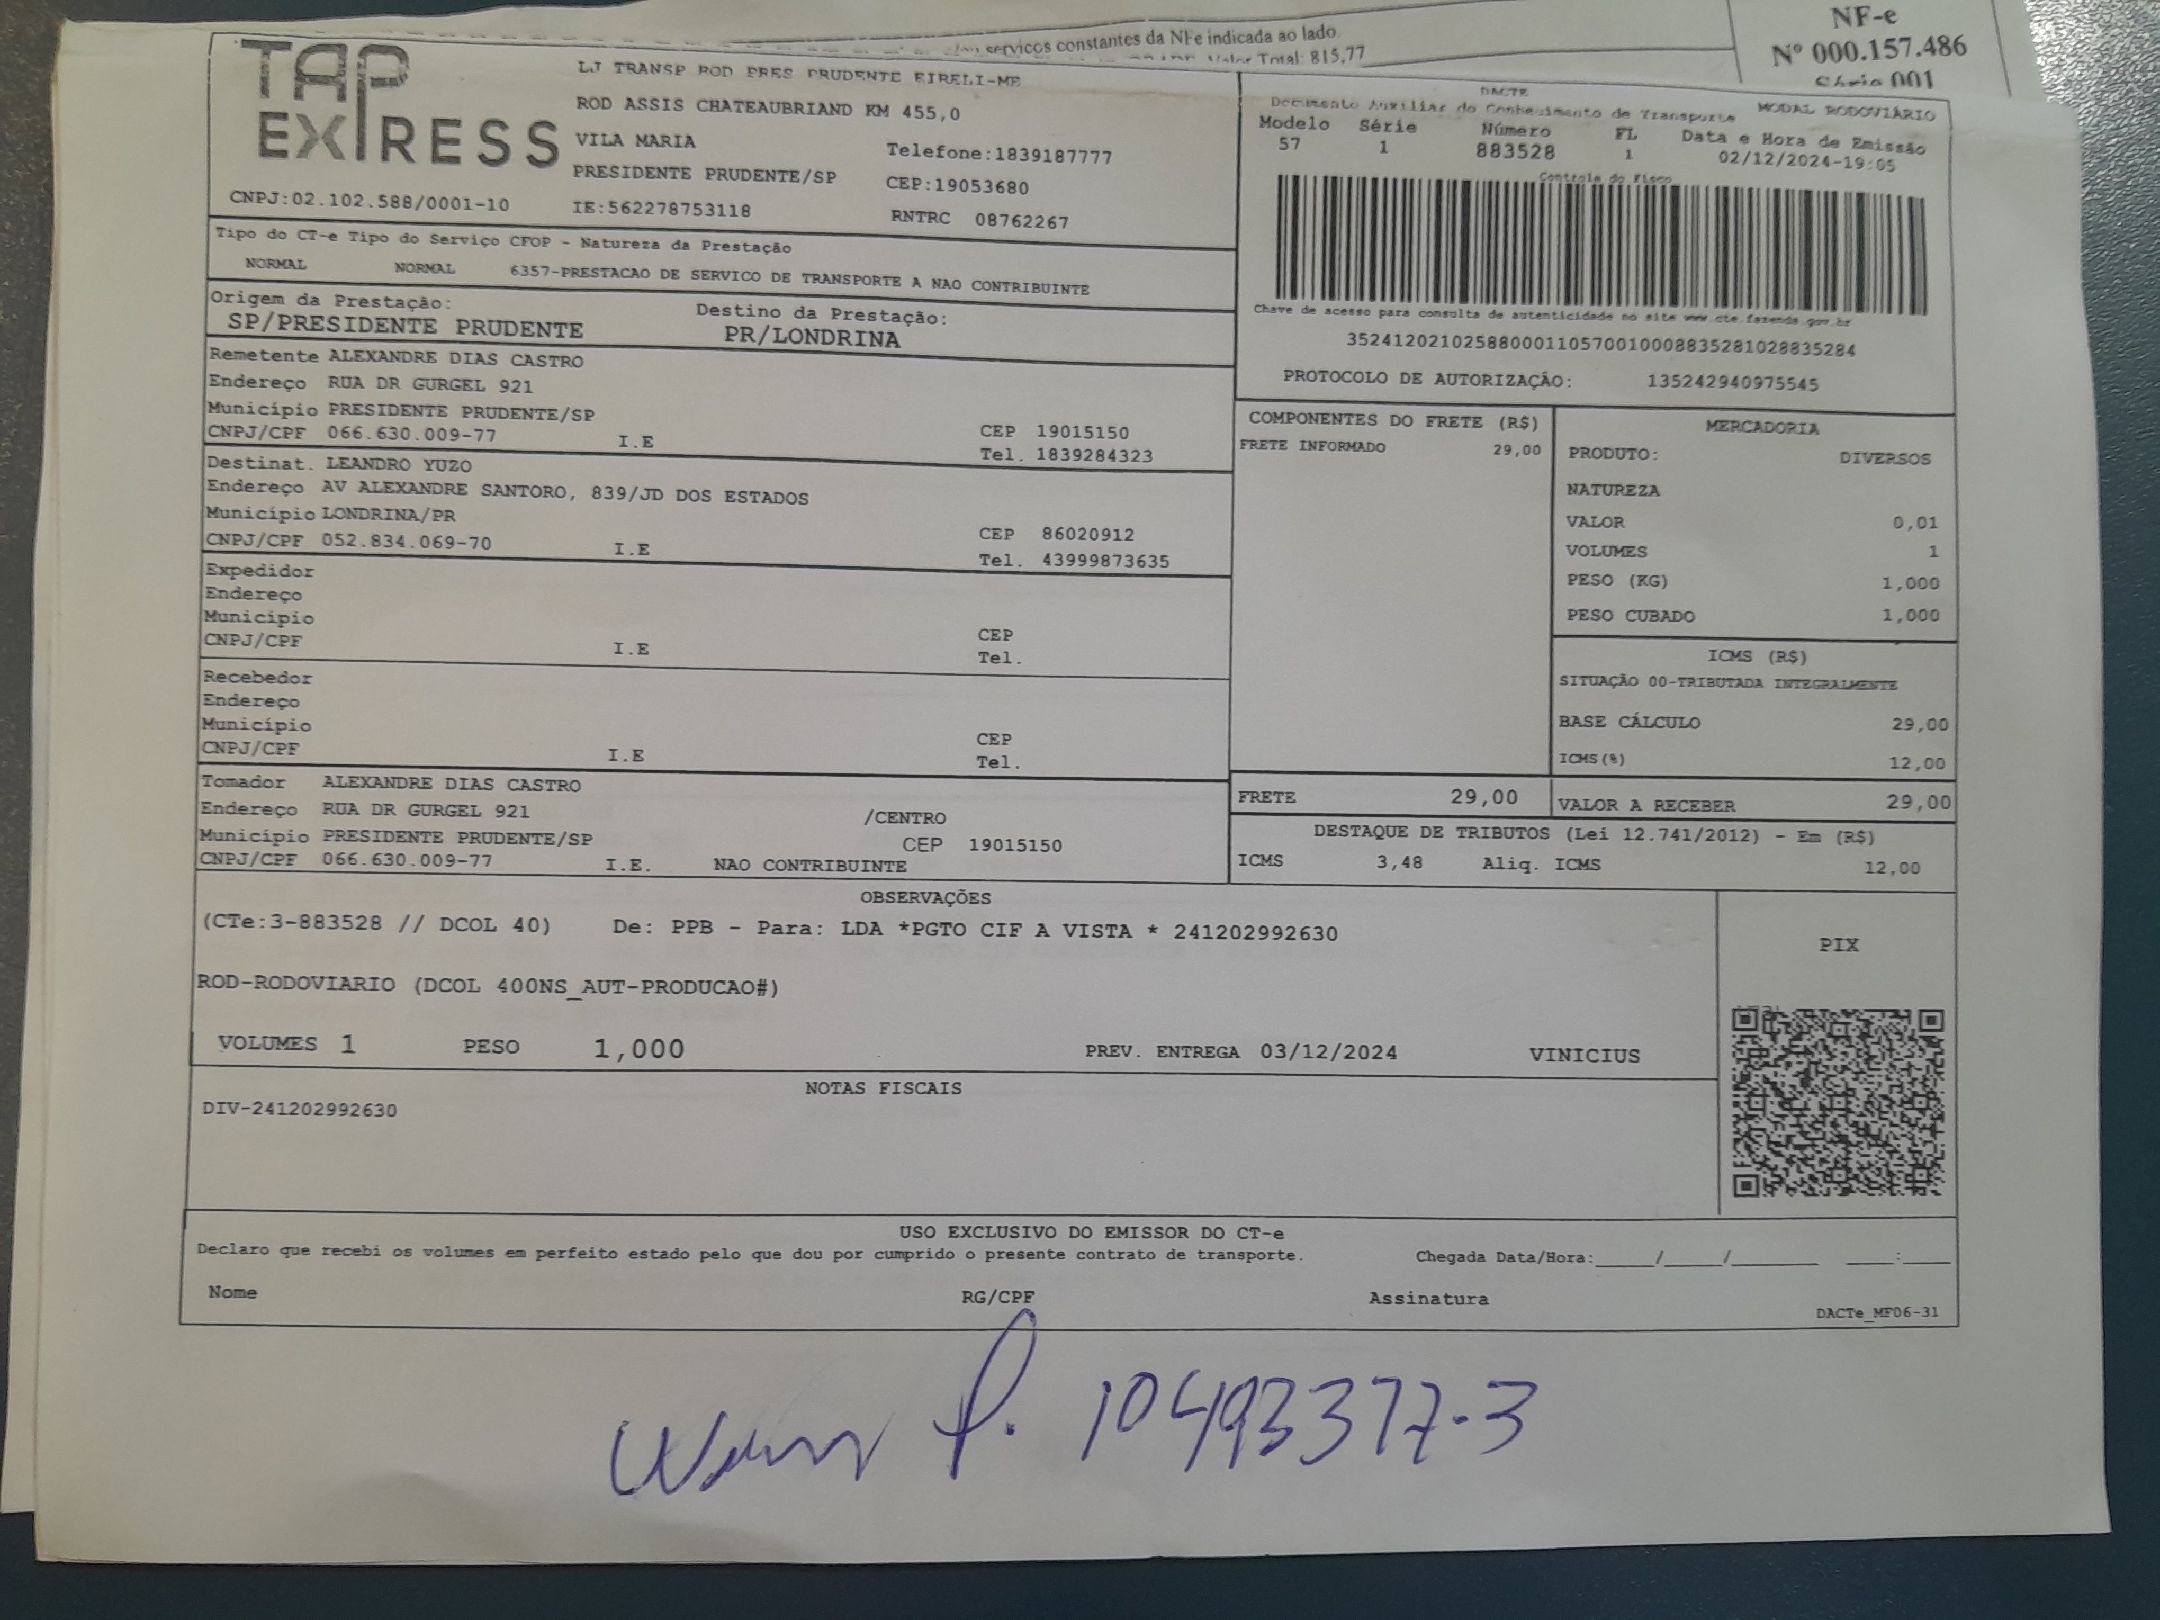 serviços constantes da NFe indicada ao lado.
Valor Total: 815,77
NF-e
Nº 000.157.486
Série 001
TAP
EXPRESS
LJ TRANSP ROD PRES PRUDENTE EIRELI-ME
ROD ASSIS CHATEAUBRIAND KM 455,0
VILA MARIA
Telefone:1839187777
PRESIDENTE PRUDENTE/SP
CEP:19053680
CNPJ:02.102.588/0001-10
IE:562278753118
RNTRC 08762267
DACTE
Documento Auxiliar do Conhecimento de Transporte
MODAL RODOVIÁRIO
Modelo Série Número FL Data e Hora de Emissão
57 1 883528 1 02/12/2024-19:05
Controle do Fisco
Chave de acesso para consulta de autenticidade no site www.cte.fazenda.gov.br
35241202102588000110570010008835281028835284
PROTOCOLO DE AUTORIZAÇÃO: 135242940975545
Tipo do CT-e Tipo do Serviço CFOP - Natureza da Prestação
NORMAL NORMAL 6357-PRESTACAO DE SERVICO DE TRANSPORTE A NAO CONTRIBUINTE
Origem da Prestação: Destino da Prestação:
SP/PRESIDENTE PRUDENTE PR/LONDRINA
Remetente ALEXANDRE DIAS CASTRO
Endereço RUA DR GURGEL 921
Município PRESIDENTE PRUDENTE/SP CEP 19015150
CNPJ/CPF 066.630.009-77 I.E Tel. 1839284323
Destinat. LEANDRO YUZO
Endereço AV ALEXANDRE SANTORO, 839/JD DOS ESTADOS
Município LONDRINA/PR CEP 86020912
CNPJ/CPF 052.834.069-70 I.E Tel. 43999873635
Expedidor
Endereço
Município CEP
CNPJ/CPF I.E Tel.
Recebedor
Endereço
Município CEP
CNPJ/CPF I.E Tel.
Tomador ALEXANDRE DIAS CASTRO
Endereço RUA DR GURGEL 921 /CENTRO
Município PRESIDENTE PRUDENTE/SP CEP 19015150
CNPJ/CPF 066.630.009-77 I.E. NAO CONTRIBUINTE
COMPONENTES DO FRETE (R$)
FRETE INFORMADO 29,00
MERCADORIA
PRODUTO: DIVERSOS
NATUREZA
VALOR 0,01
VOLUMES 1
PESO (KG) 1,000
PESO CUBADO 1,000
ICMS (R$)
SITUAÇÃO 00-TRIBUTADA INTEGRALMENTE
BASE CÁLCULO 29,00
ICMS(%) 12,00
FRETE 29,00 VALOR A RECEBER 29,00
DESTAQUE DE TRIBUTOS (Lei 12.741/2012) - Em (R$)
ICMS 3,48 Aliq. ICMS 12,00
OBSERVAÇÕES
(CTe:3-883528 // DCOL 40) De: PPB - Para: LDA *PGTO CIF A VISTA * 241202992630
ROD-RODOVIARIO (DCOL 400NS_AUT-PRODUCAO#)
VOLUMES 1 PESO 1,000 PREV. ENTREGA 03/12/2024 VINICIUS
PIX
NOTAS FISCAIS
DIV-241202992630
USO EXCLUSIVO DO EMISSOR DO CT-e
Declaro que recebi os volumes em perfeito estado pelo que dou por cumprido o presente contrato de transporte. Chegada Data/Hora:_____/_____/________ ____:____
Nome RG/CPF Assinatura
DACTe_MF06-31
P. 10493377-3